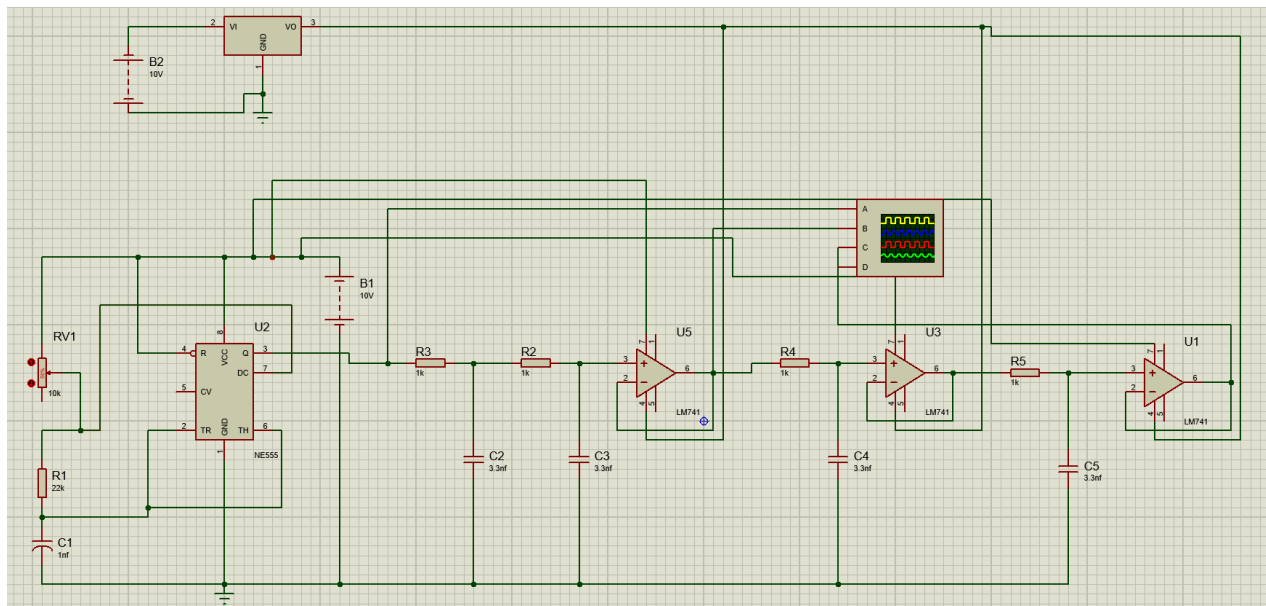 2 VI VO 3
GND
1
B2
10V
A
B
C
D
B1
10V
RV1
10k
U2
8
VCC
4 R Q 3
DC 7
5 CV
2 TR TH 6
GND
1
NE555
R1
22k
C1
1nf
R3
1k
R2
1k
C2
3.3nf
C3
3.3nf
U5
7 1
3
2
6
4 5
LM741
R4
1k
C4
3.3nf
U3
7 1
3
2
6
4 5
LM741
R5
1k
C5
3.3nf
U1
7 1
3
2
6
4 5
LM741